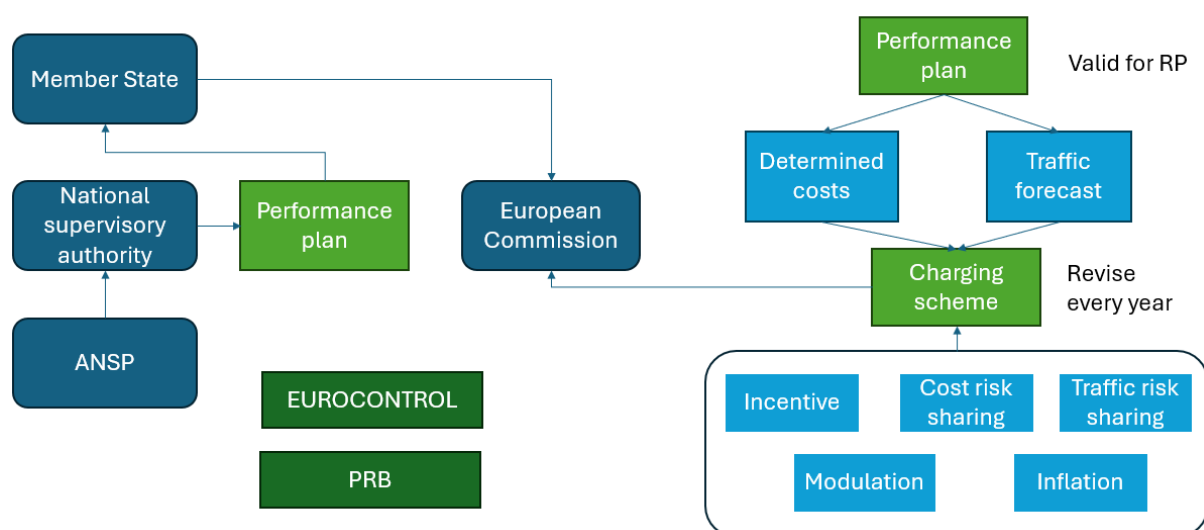 Member State
National
supervisory
authority
ANSP
Performance
plan
European
Commission
EUROCONTROL
PRB
Performance
plan
Valid for RP
Determined
costs
Traffic
forecast
Charging
scheme
Revise
every year
Incentive
Cost risk
sharing
Traffic risk
sharing
Modulation
Inflation